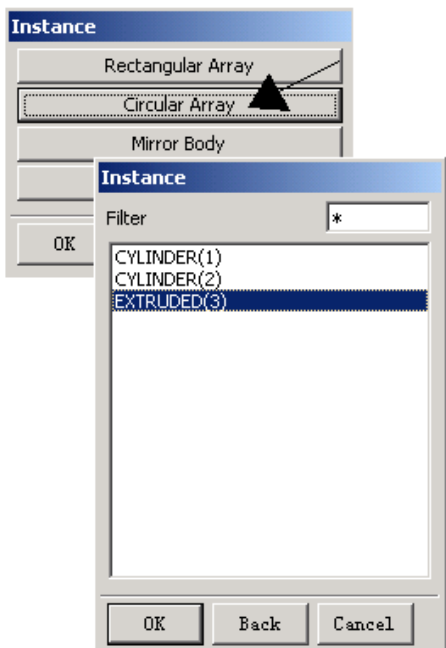 Instance
Rectangular Array
Circular Array
Mirror Body
OK
Instance
Filter *
CYLINDER(1)
CYLINDER(2)
EXTRUDED(3)
OK Back Cancel